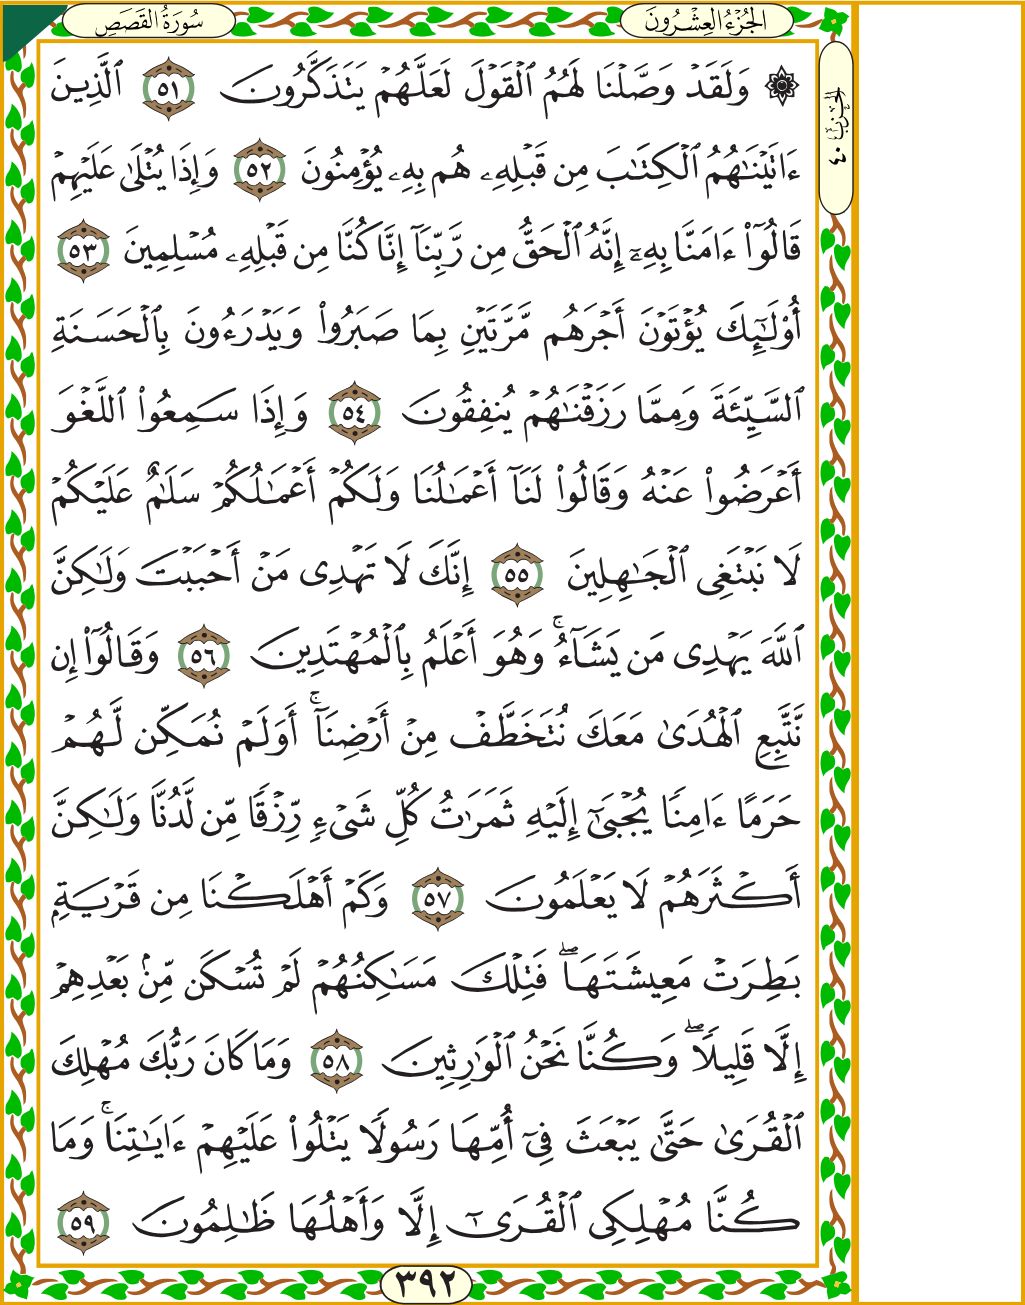 الجُزْءُ العِشْرُونَ
سُورَةُ القَصَصِ
۞ وَلَقَدْ وَصَّلْنَا لَهُمُ ٱلْقَوْلَ لَعَلَّهُمْ يَتَذَكَّرُونَ ٥١ ٱلَّذِينَ
ءَاتَيْنَٰهُمُ ٱلْكِتَٰبَ مِن قَبْلِهِۦ هُم بِهِۦ يُؤْمِنُونَ ٥٢ وَإِذَا يُتْلَىٰ عَلَيْهِمْ
قَالُوٓا۟ ءَامَنَّا بِهِۦٓ إِنَّهُ ٱلْحَقُّ مِن رَّبِّنَآ إِنَّا كُنَّا مِن قَبْلِهِۦ مُسْلِمِينَ ٥٣
أُو۟لَٰٓئِكَ يُؤْتَوْنَ أَجْرَهُم مَّرَّتَيْنِ بِمَا صَبَرُوا۟ وَيَدْرَءُونَ بِٱلْحَسَنَةِ
ٱلسَّيِّئَةَ وَمِمَّا رَزَقْنَٰهُمْ يُنفِقُونَ ٥٤ وَإِذَا سَمِعُوا۟ ٱللَّغْوَ
أَعْرَضُوا۟ عَنْهُ وَقَالُوا۟ لَنَآ أَعْمَٰلُنَا وَلَكُمْ أَعْمَٰلُكُمْ سَلَٰمٌ عَلَيْكُمْ
لَا نَبْتَغِى ٱلْجَٰهِلِينَ ٥٥ إِنَّكَ لَا تَهْدِى مَنْ أَحْبَبْتَ وَلَٰكِنَّ
ٱللَّهَ يَهْدِى مَن يَشَآءُ ۚ وَهُوَ أَعْلَمُ بِٱلْمُهْتَدِينَ ٥٦ وَقَالُوٓا۟ إِن
نَّتَّبِعِ ٱلْهُدَىٰ مَعَكَ نُتَخَطَّفْ مِنْ أَرْضِنَآ ۚ أَوَلَمْ نُمَكِّن لَّهُمْ
حَرَمًا ءَامِنًا يُجْبَىٰٓ إِلَيْهِ ثَمَرَٰتُ كُلِّ شَىْءٍ رِّزْقًا مِّن لَّدُنَّا وَلَٰكِنَّ
أَكْثَرَهُمْ لَا يَعْلَمُونَ ٥٧ وَكَمْ أَهْلَكْنَا مِن قَرْيَةٍۭ
بَطِرَتْ مَعِيشَتَهَا ۖ فَتِلْكَ مَسَٰكِنُهُمْ لَمْ تُسْكَن مِّنۢ بَعْدِهِمْ
إِلَّا قَلِيلًا ۖ وَكُنَّا نَحْنُ ٱلْوَٰرِثِينَ ٥٨ وَمَا كَانَ رَبُّكَ مُهْلِكَ
ٱلْقُرَىٰ حَتَّىٰ يَبْعَثَ فِىٓ أُمِّهَا رَسُولًا يَتْلُوا۟ عَلَيْهِمْ ءَايَٰتِنَا ۚ وَمَا
كُنَّا مُهْلِكِى ٱلْقُرَىٰٓ إِلَّا وَأَهْلُهَا ظَٰلِمُونَ ٥٩
الحزب ٤٠
٣٩٢